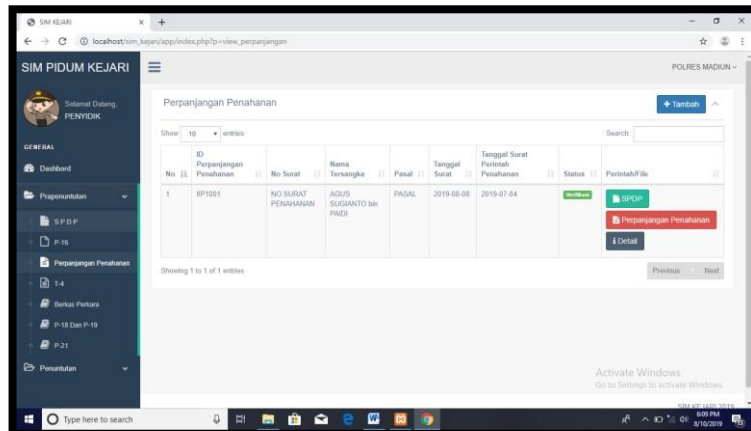 SIM KEJARI
localhost/sim_kejari/app/index.php?p=view_perpanjangan
SIM PIDUM KEJARI
POLRES MADIUN
Selamat Datang,
PENYIDIK
GENERAL
Dashbord
Prapenuntutan
SPDP
P-16
Perpanjangan Penahanan
T-4
Berkas Perkara
P-18 Dan P-19
P-21
Penuntutan
Perpanjangan Penahanan
+ Tambah
Show 10 entries
Search:
No
ID Perpanjangan Penahanan
No Surat
Nama Tersangka
Pasal
Tanggal Surat
Tanggal Surat Perintah Penahanan
Status
Perintah/File
1
NO SURAT PENAHANAN
AGUS SUGIANTO bin PAIDI
PASAL
2019-08-08
2019-07-04
SPDP
Perpanjangan Penahanan
Detail
Showing 1 to 1 of 1 entries
Previous 1 Next
Activate Windows
Go to Settings to activate Windows.
SIM KEJARI 2019
Type here to search
6:09 PM
8/10/2019